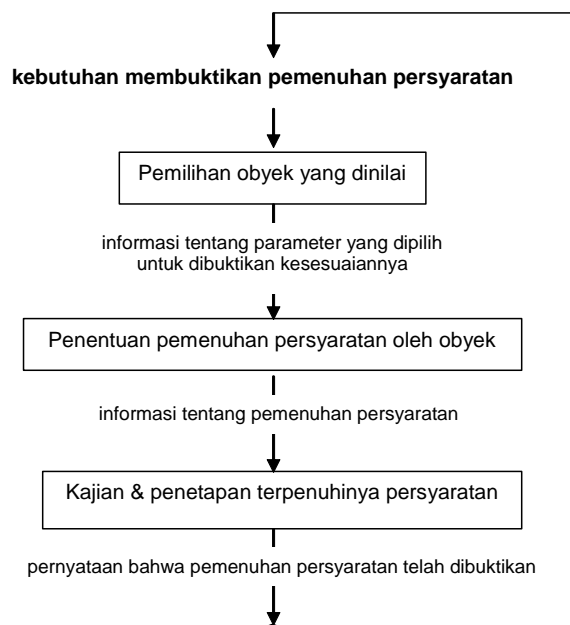 kebutuhan membuktikan pemenuhan persyaratan
Pemilihan obyek yang dinilai
informasi tentang parameter yang dipilih
untuk dibuktikan kesesuaiannya
Penentuan pemenuhan persyaratan oleh obyek
informasi tentang pemenuhan persyaratan
Kajian & penetapan terpenuhinya persyaratan
pernyataan bahwa pemenuhan persyaratan telah dibuktikan